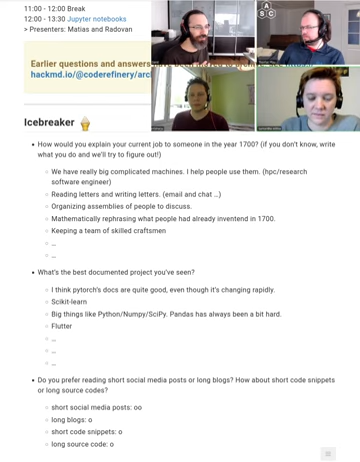 11:00 - 12:00 Break
12:00 - 13:30 Jupyter notebooks
> Presenters: Matias and Radovan
Earlier questions and answers
hackmd.io/@coderefinery/arc
Icebreaker
How would you explain your current job to someone in the year 1700? (if you don't know, write
what you do and we'll try to figure out!)
We have really big complicated machines. I help people use them. (hpc/research
software engineer)
Reading letters and writing letters. (email and chat ...)
Organizing assemblies of people to discuss.
Mathematically rephrasing what people had already inventend in 1700.
Keeping a team of skilled craftsmen
...
...
What's the best documented project you've seen?
I think pytorch's docs are quite good, even though it's changing rapidly.
Scikit-learn
Big things like Python/Numpy/SciPy. Pandas has always been a bit hard.
Flutter
...
...
...
Do you prefer reading short social media posts or long blogs? How about short code snippets
or long source codes?
short social media posts: oo
long blogs: o
short code snippets: o
long source code: o